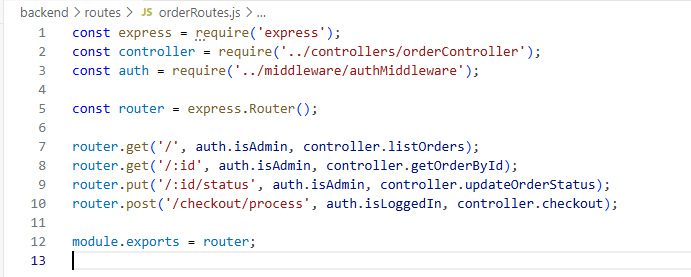 backend > routes > JS orderRoutes.js > ...
1 const express = require('express');
2 const controller = require('../controllers/orderController');
3 const auth = require('../middleware/authMiddleware');
4
5 const router = express.Router();
6
7 router.get('/', auth.isAdmin, controller.listOrders);
8 router.get('/:id', auth.isAdmin, controller.getOrderById);
9 router.put('/:id/status', auth.isAdmin, controller.updateOrderStatus);
10 router.post('/checkout/process', auth.isLoggedIn, controller.checkout);
11
12 module.exports = router;
13